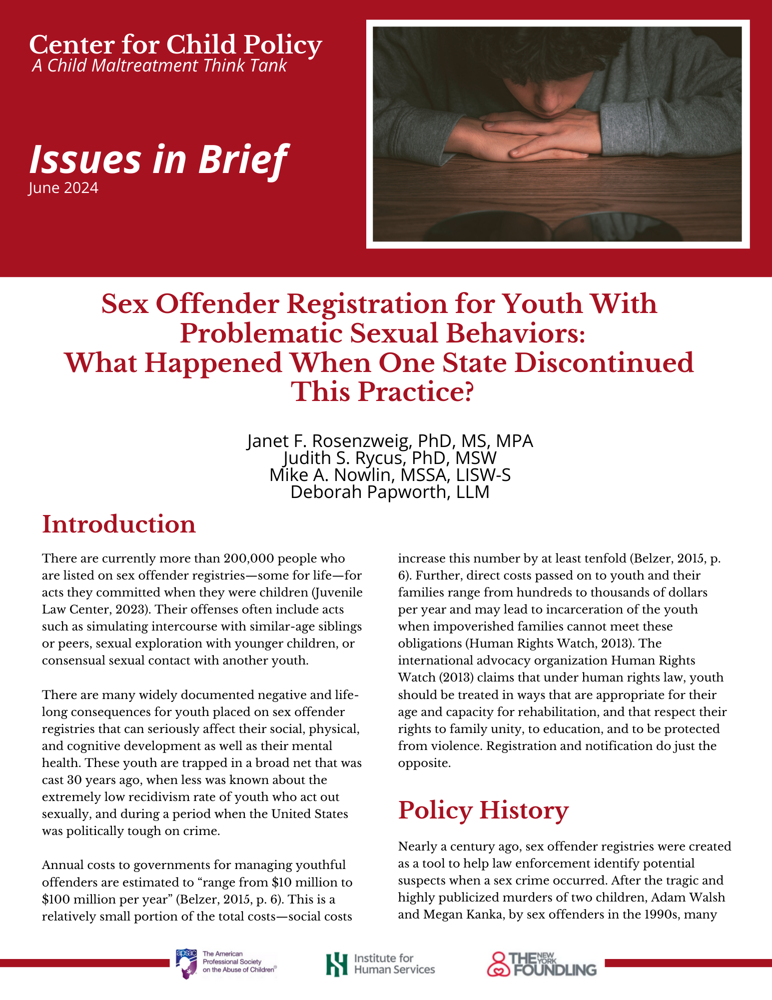 Center for Child Policy
A Child Maltreatment Think Tank
Issues in Brief
June 2024
Sex Offender Registration for Youth With
Problematic Sexual Behaviors:
What Happened When One State Discontinued
This Practice?
Janet F. Rosenzweig, PhD, MS, MPA
Judith S. Rycus, PhD, MSW
Mike A. Nowlin, MSSA, LISW-S
Deborah Papworth, LLM
Introduction
There are currently more than 200,000 people who
are listed on sex offender registries—some for life—for
acts they committed when they were children (Juvenile
Law Center, 2023). Their offenses often include acts
such as simulating intercourse with similar-age siblings
or peers, sexual exploration with younger children, or
consensual sexual contact with another youth.
There are many widely documented negative and life-
long consequences for youth placed on sex offender
registries that can seriously affect their social, physical,
and cognitive development as well as their mental
health. These youth are trapped in a broad net that was
cast 30 years ago, when less was known about the
extremely low recidivism rate of youth who act out
sexually, and during a period when the United States
was politically tough on crime.
Annual costs to governments for managing youthful
offenders are estimated to “range from $10 million to
$100 million per year” (Belzer, 2015, p. 6). This is a
relatively small portion of the total costs—social costs
increase this number by at least tenfold (Belzer, 2015, p.
6). Further, direct costs passed on to youth and their
families range from hundreds to thousands of dollars
per year and may lead to incarceration of the youth
when impoverished families cannot meet these
obligations (Human Rights Watch, 2013). The
international advocacy organization Human Rights
Watch (2013) claims that under human rights law, youth
should be treated in ways that are appropriate for their
age and capacity for rehabilitation, and that respect their
rights to family unity, to education, and to be protected
from violence. Registration and notification do just the
opposite.
Policy History
Nearly a century ago, sex offender registries were created
as a tool to help law enforcement identify potential
suspects when a sex crime occurred. After the tragic and
highly publicized murders of two children, Adam Walsh
and Megan Kanka, by sex offenders in the 1990s, many
apsac
The American
Professional Society
on the Abuse of Children®
Institute for
Human Services
THE NEW YORK
FOUNDLING